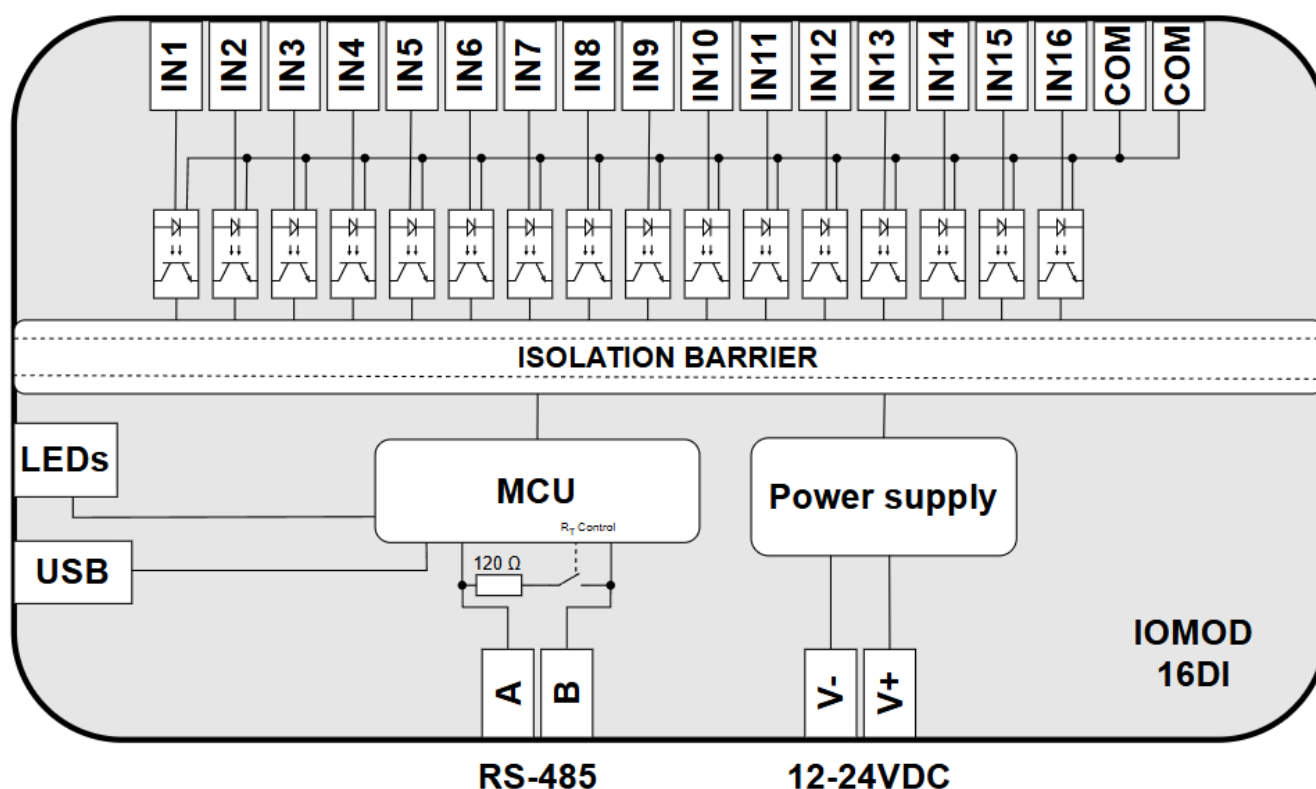 IN1
IN2
IN3
IN4
IN5
IN6
IN7
IN8
IN9
IN10
IN11
IN12
IN13
IN14
IN15
IN16
COM
COM
ISOLATION BARRIER
LEDs
MCU
Power supply
R_T Control
120 Ω
USB
IOMOD
16DI
A
B
V-
V+
RS-485
12-24VDC